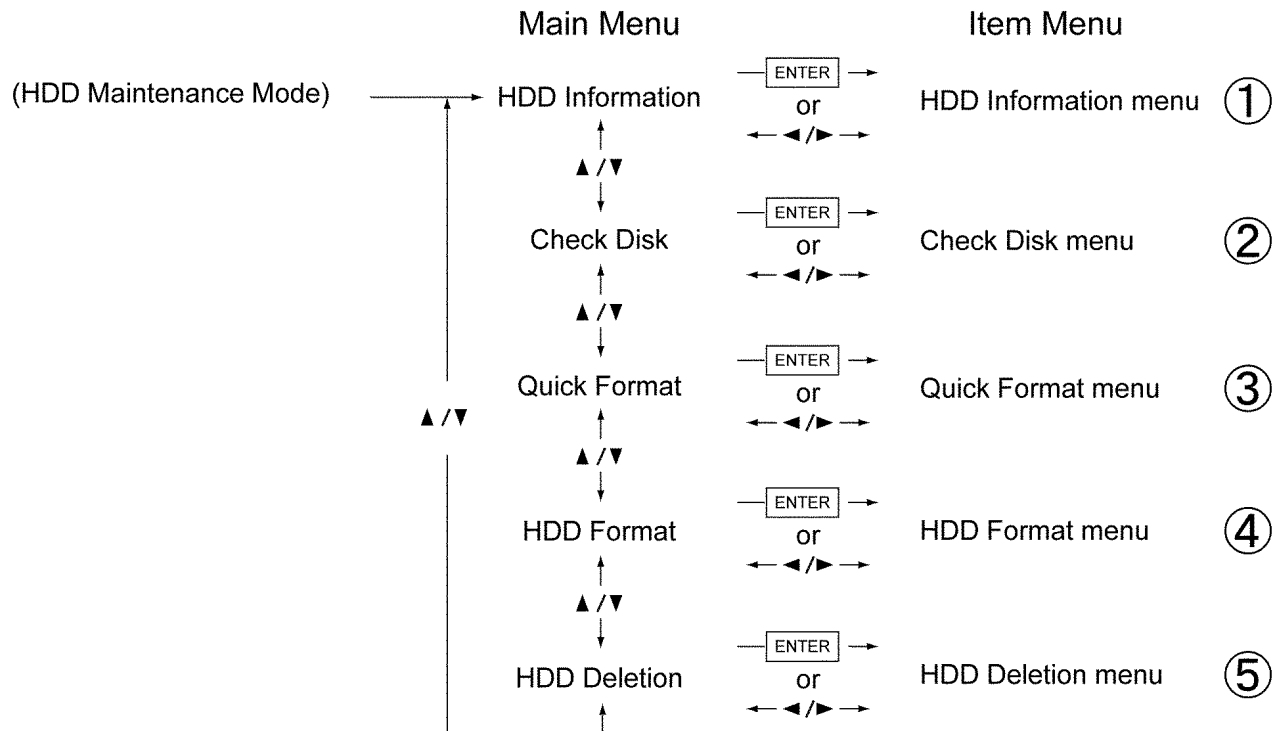 Main Menu Item Menu
(HDD Maintenance Mode) HDD Information ENTER or ◄/► HDD Information menu ①
▲/▼
Check Disk ENTER or ◄/► Check Disk menu ②
▲/▼
Quick Format ENTER or ◄/► Quick Format menu ③
▲/▼
▲/▼
HDD Format ENTER or ◄/► HDD Format menu ④
▲/▼
HDD Deletion ENTER or ◄/► HDD Deletion menu ⑤